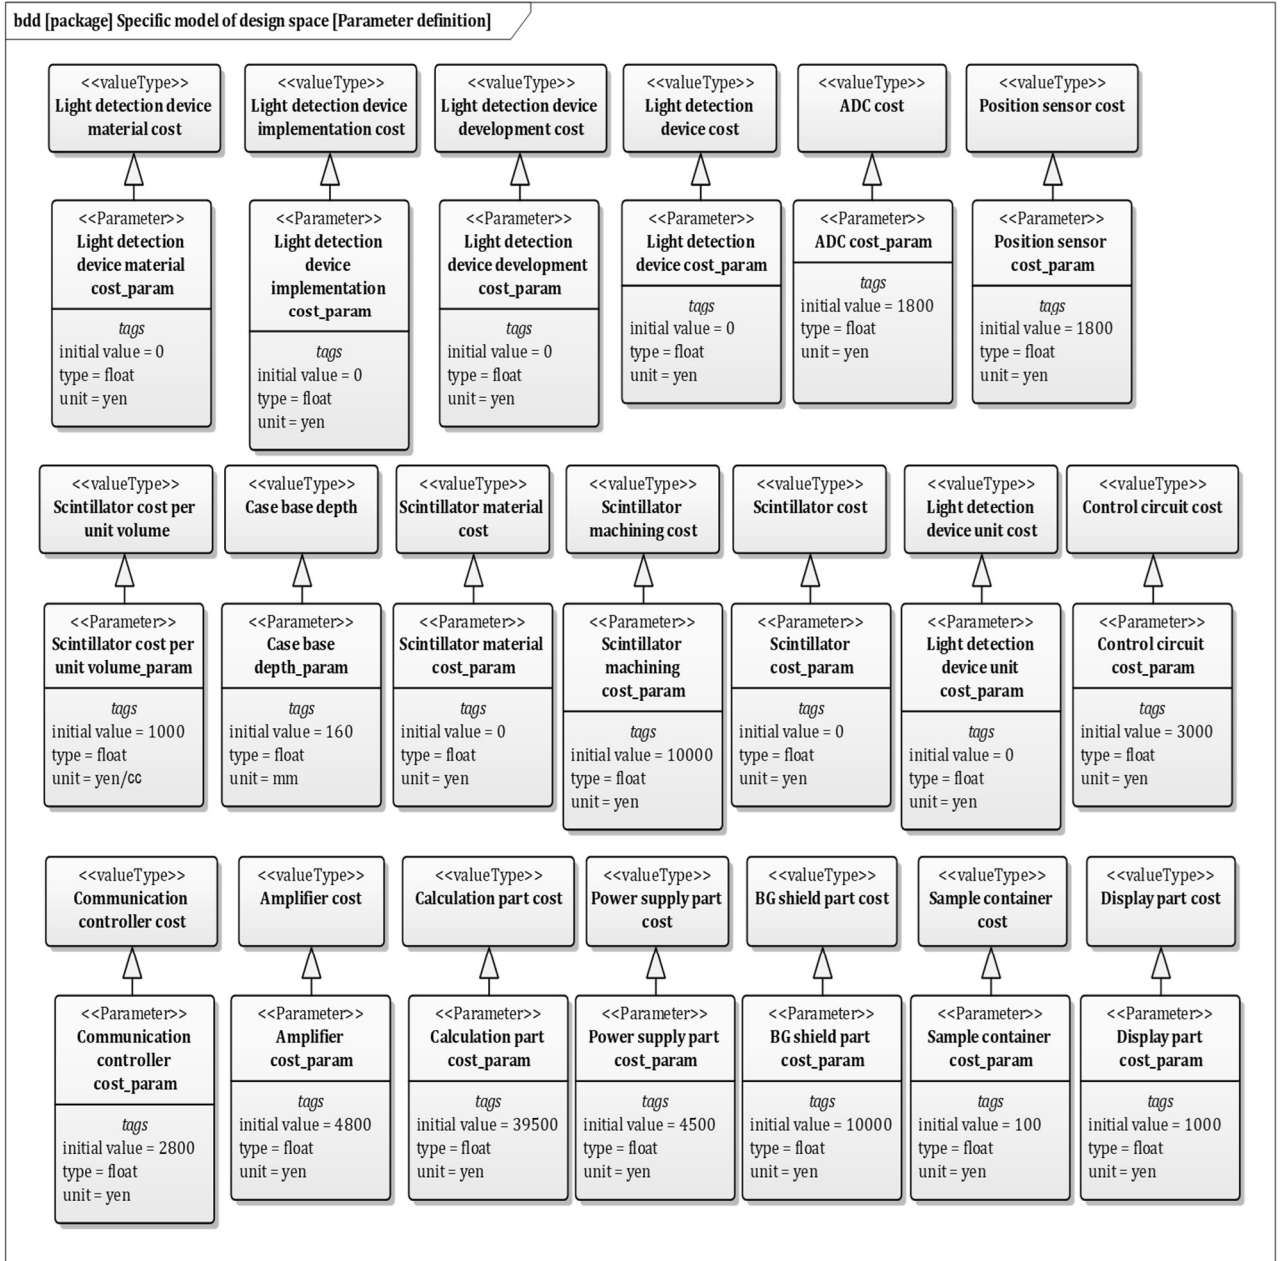 bdd [package] Specific model of design space [Parameter definition]
<<valueType>>
Light detection device
material cost
<<valueType>>
Light detection device
implementation cost
<<valueType>>
Light detection device
development cost
<<valueType>>
Light detection
device cost
<<valueType>>
ADC cost
<<valueType>>
Position sensor cost
<<Parameter>>
Light detection
device material
cost_param
tags
initial value = 0
type = float
unit = yen
<<Parameter>>
Light detection
device
implementation
cost_param
tags
initial value = 0
type = float
unit = yen
<<Parameter>>
Light detection
device development
cost_param
tags
initial value = 0
type = float
unit = yen
<<Parameter>>
Light detection
device cost_param
tags
initial value = 0
type = float
unit = yen
<<Parameter>>
ADC cost_param
tags
initial value = 1800
type = float
unit = yen
<<Parameter>>
Position sensor
cost_param
tags
initial value = 1800
type = float
unit = yen
<<valueType>>
Scintillator cost per
unit volume
<<valueType>>
Case base depth
<<valueType>>
Scintillator material
cost
<<valueType>>
Scintillator
machining cost
<<valueType>>
Scintillator cost
<<valueType>>
Light detection
device unit cost
<<valueType>>
Control circuit cost
<<Parameter>>
Scintillator cost per
unit volume_param
tags
initial value = 1000
type = float
unit = yen/cc
<<Parameter>>
Case base
depth_param
tags
initial value = 160
type = float
unit = mm
<<Parameter>>
Scintillator material
cost_param
tags
initial value = 0
type = float
unit = yen
<<Parameter>>
Scintillator
machining
cost_param
tags
initial value = 10000
type = float
unit = yen
<<Parameter>>
Scintillator
cost_param
tags
initial value = 0
type = float
unit = yen
<<Parameter>>
Light detection
device unit
cost_param
tags
initial value = 0
type = float
unit = yen
<<Parameter>>
Control circuit
cost_param
tags
initial value = 3000
type = float
unit = yen
<<valueType>>
Communication
controller cost
<<valueType>>
Amplifier cost
<<valueType>>
Calculation part cost
<<valueType>>
Power supply part
cost
<<valueType>>
BG shield part cost
<<valueType>>
Sample container
cost
<<valueType>>
Display part cost
<<Parameter>>
Communication
controller
cost_param
tags
initial value = 2800
type = float
unit = yen
<<Parameter>>
Amplifier
cost_param
tags
initial value = 4800
type = float
unit = yen
<<Parameter>>
Calculation part
cost_param
tags
initial value = 39500
type = float
unit = yen
<<Parameter>>
Power supply part
cost_param
tags
initial value = 4500
type = float
unit = yen
<<Parameter>>
BG shield part
cost_param
tags
initial value = 10000
type = float
unit = yen
<<Parameter>>
Sample container
cost_param
tags
initial value = 100
type = float
unit = yen
<<Parameter>>
Display part
cost_param
tags
initial value = 1000
type = float
unit = yen